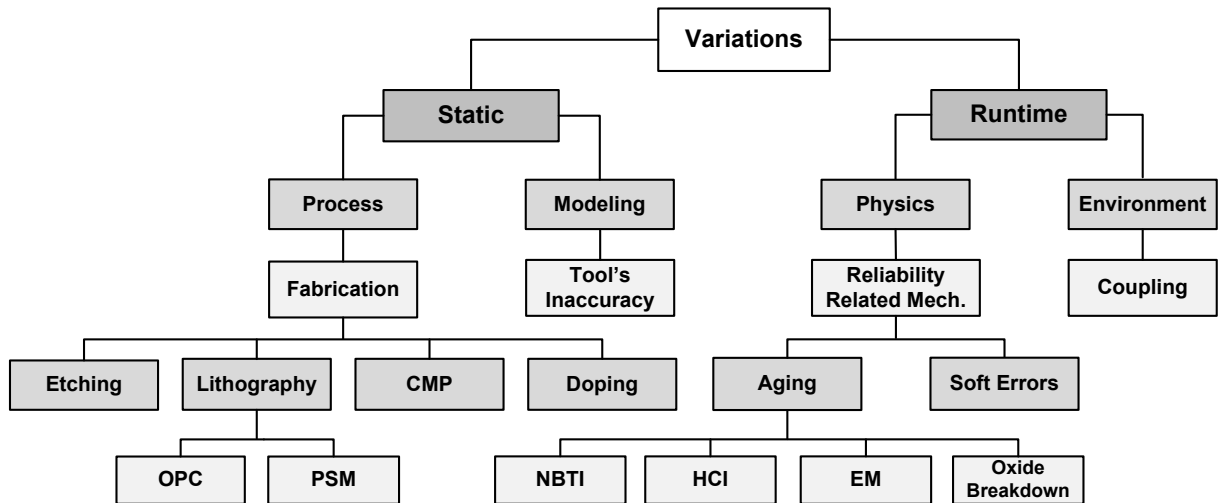 Variations
Static
Runtime
Process
Modeling
Physics
Environment
Fabrication
Tool's
Inaccuracy
Reliability
Related Mech.
Coupling
Etching
Lithography
CMP
Doping
Aging
Soft Errors
OPC
PSM
NBTI
HCI
EM
Oxide
Breakdown